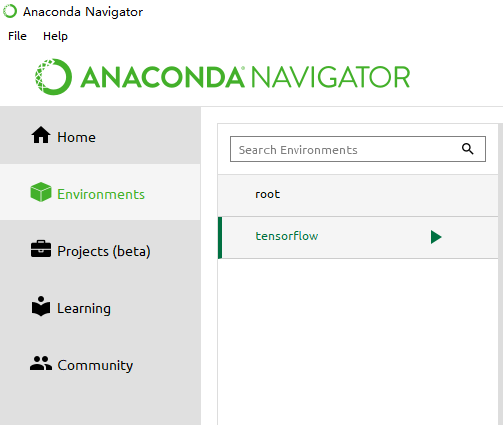 Anaconda Navigator
File Help
ANACONDA NAVIGATOR
Home
Environments
Projects (beta)
Learning
Community
Search Environments
root
tensorflow